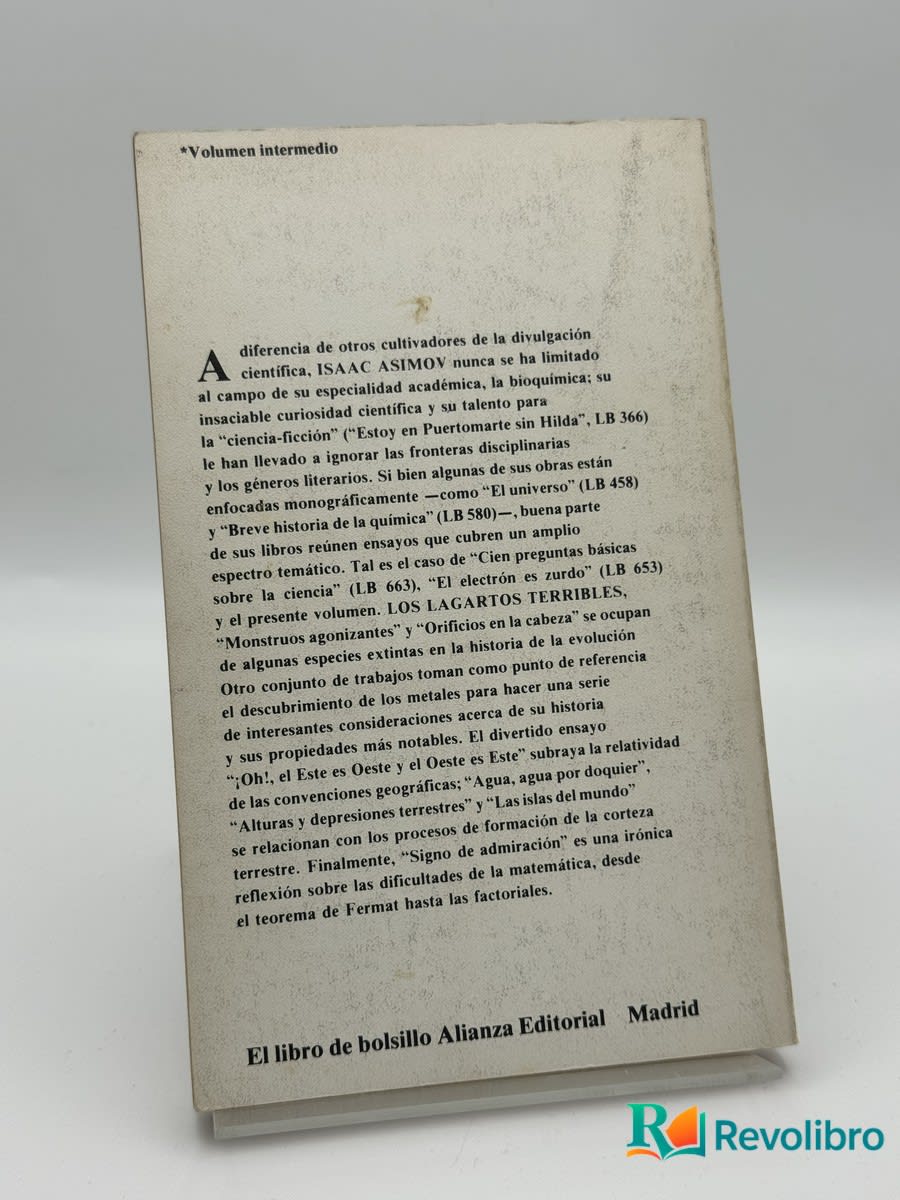 *Volumen intermedio
A diferencia de otros cultivadores de la divulgación
científica, ISAAC ASIMOV nunca se ha limitado
al campo de su especialidad académica, la bioquímica; su
insaciable curiosidad científica y su talento para
la “ciencia-ficción” (“Estoy en Puertomarte sin Hilda”, LB 366)
le han llevado a ignorar las fronteras disciplinarias
y los géneros literarios. Si bien algunas de sus obras están
enfocadas monográficamente —como “El universo” (LB 458)
y “Breve historia de la química” (LB 580)—, buena parte
de sus libros reúnen ensayos que cubren un amplio
espectro temático. Tal es el caso de “Cien preguntas básicas
sobre la ciencia” (LB 663), “El electrón es zurdo” (LB 653)
y el presente volumen. LOS LAGARTOS TERRIBLES,
“Monstruos agonizantes” y “Orificios en la cabeza” se ocupan
de algunas especies extintas en la historia de la evolución
Otro conjunto de trabajos toman como punto de referencia
el descubrimiento de los metales para hacer una serie
de interesantes consideraciones acerca de su historia
y sus propiedades más notables. El divertido ensayo
“¡Oh!, el Este es Oeste y el Oeste es Este” subraya la relatividad
de las convenciones geográficas; “Agua, agua por doquier”,
“Alturas y depresiones terrestres” y “Las islas del mundo”
se relacionan con los procesos de formación de la corteza
terrestre. Finalmente, “Signo de admiración” es una irónica
reflexión sobre las dificultades de la matemática, desde
el teorema de Fermat hasta las factoriales.
El libro de bolsillo Alianza Editorial Madrid
Revolibro